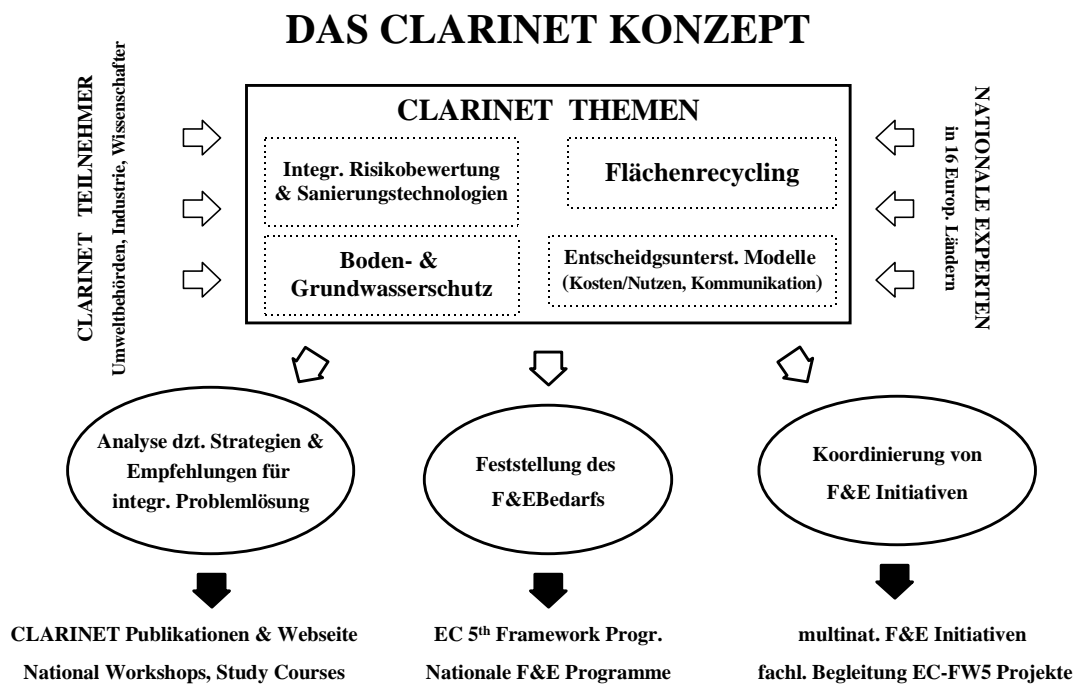 DAS CLARINET KONZEPT
CLARINET TEILNEHMER
Umweltbehörden, Industrie, Wissenschafter
CLARINET THEMEN
Integr. Risikobewertung
& Sanierungstechnologien
Flächenrecycling
Boden- &
Grundwasserschutz
Entscheidgsunterst. Modelle
(Kosten/Nutzen, Kommunikation)
NATIONALE EXPERTEN
in 16 Europ. Ländern
Analyse dzt. Strategien &
Empfehlungen für
integr. Problemlösung
Feststellung des
F&EBedarfs
Koordinierung von
F&E Initiativen
CLARINET Publikationen & Webseite
National Workshops, Study Courses
EC 5th Framework Progr.
Nationale F&E Programme
multinat. F&E Initiativen
fachl. Begleitung EC-FW5 Projekte